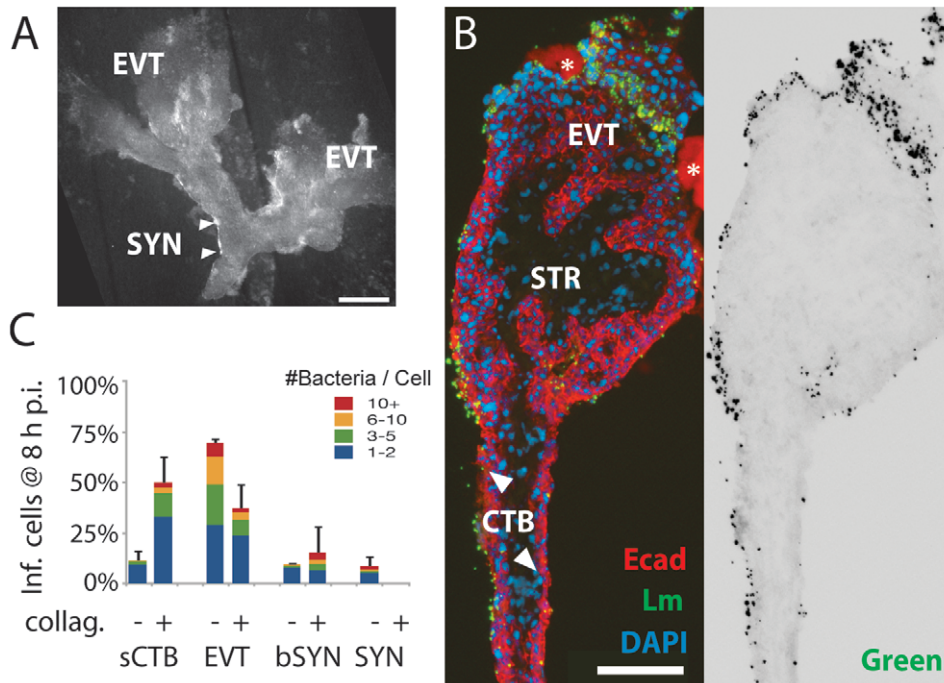 A
EVT
EVT
SYN
B
*
EVT
*
STR
CTB
Ecad
Lm
DAPI
Green
C
#Bacteria / Cell
10+
6-10
3-5
1-2
Inf. cells @ 8 h p.i.
100%
75%
50%
25%
0%
collag. - + - + - + - +
sCTB EVT bSYN SYN